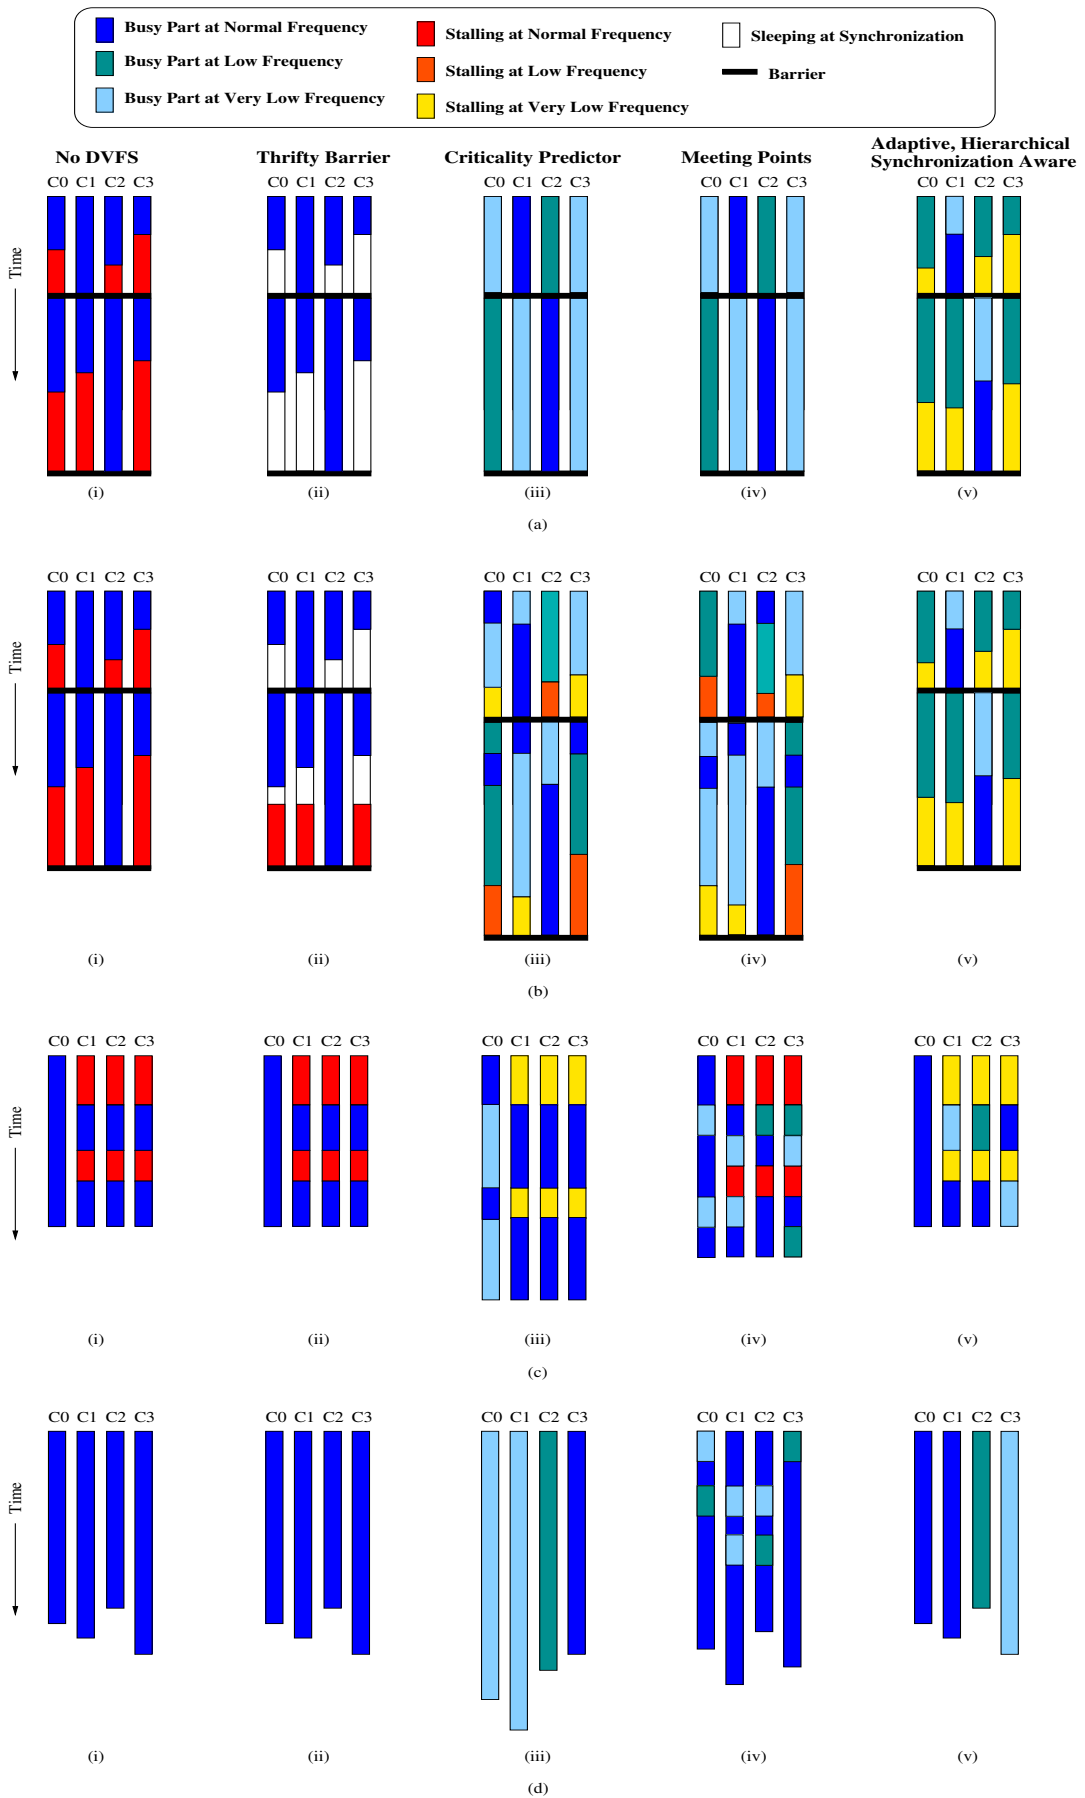 Busy Part at Normal Frequency
Stalling at Normal Frequency
Sleeping at Synchronization
Busy Part at Low Frequency
Stalling at Low Frequency
Barrier
Busy Part at Very Low Frequency
Stalling at Very Low Frequency
No DVFS
Thrifty Barrier
Criticality Predictor
Meeting Points
Adaptive, Hierarchical
Synchronization Aware
C0 C1 C2 C3
C0 C1 C2 C3
C0 C1 C2 C3
C0 C1 C2 C3
C0 C1 C2 C3
Time
(i)
(ii)
(iii)
(iv)
(v)
(a)
C0 C1 C2 C3
C0 C1 C2 C3
C0 C1 C2 C3
C0 C1 C2 C3
C0 C1 C2 C3
Time
(i)
(ii)
(iii)
(iv)
(v)
(b)
C0 C1 C2 C3
C0 C1 C2 C3
C0 C1 C2 C3
C0 C1 C2 C3
C0 C1 C2 C3
Time
(i)
(ii)
(iii)
(iv)
(v)
(c)
C0 C1 C2 C3
C0 C1 C2 C3
C0 C1 C2 C3
C0 C1 C2 C3
C0 C1 C2 C3
Time
(i)
(ii)
(iii)
(iv)
(v)
(d)